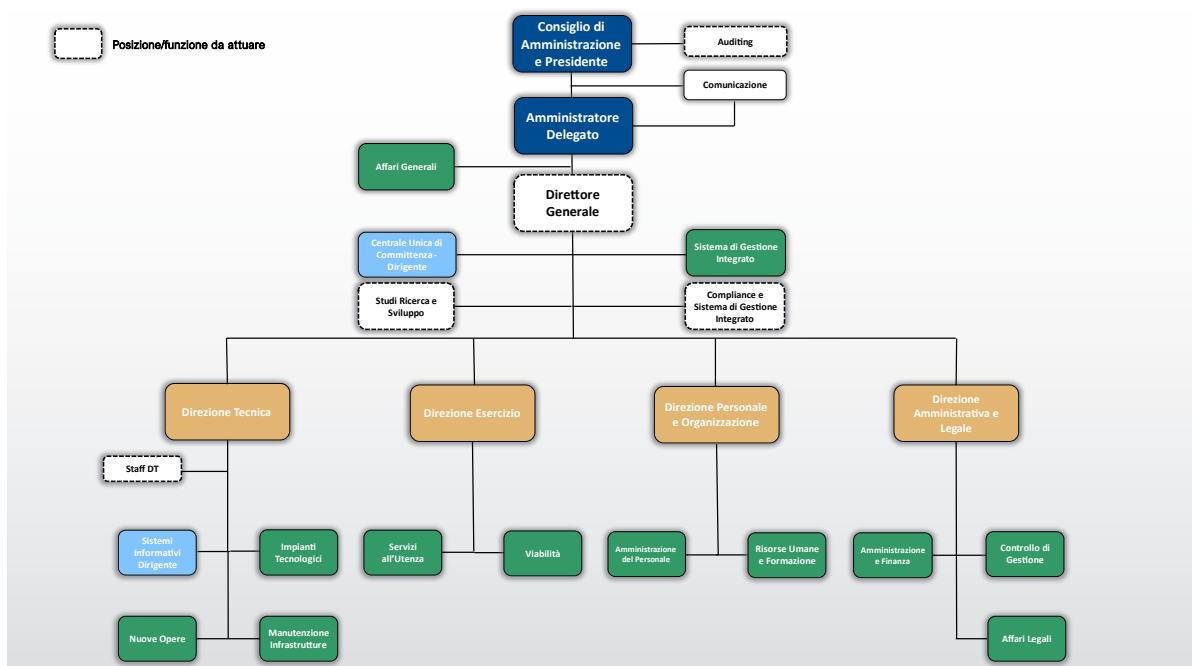 Posizione/funzione da attuare
Consiglio di
Amministrazione
e Presidente
Auditing
Comunicazione
Amministratore
Delegato
Affari Generali
Direttore
Generale
Centrale Unica di
Committenza -
Dirigente
Sistema di Gestione
Integrato
Studi Ricerca e
Sviluppo
Compliance e
Sistema di Gestione
Integrato
Direzione Tecnica
Direzione Esercizio
Direzione Personale
e Organizzazione
Direzione
Amministrativa e
Legale
Staff DT
Sistemi
Informativi
Dirigente
Impianti
Tecnologici
Servizi
all'Utenza
Viabilità
Amministrazione
del Personale
Risorse Umane
e Formazione
Amministrazione
e Finanza
Controllo di
Gestione
Nuove Opere
Manutenzione
Infrastrutture
Affari Legali